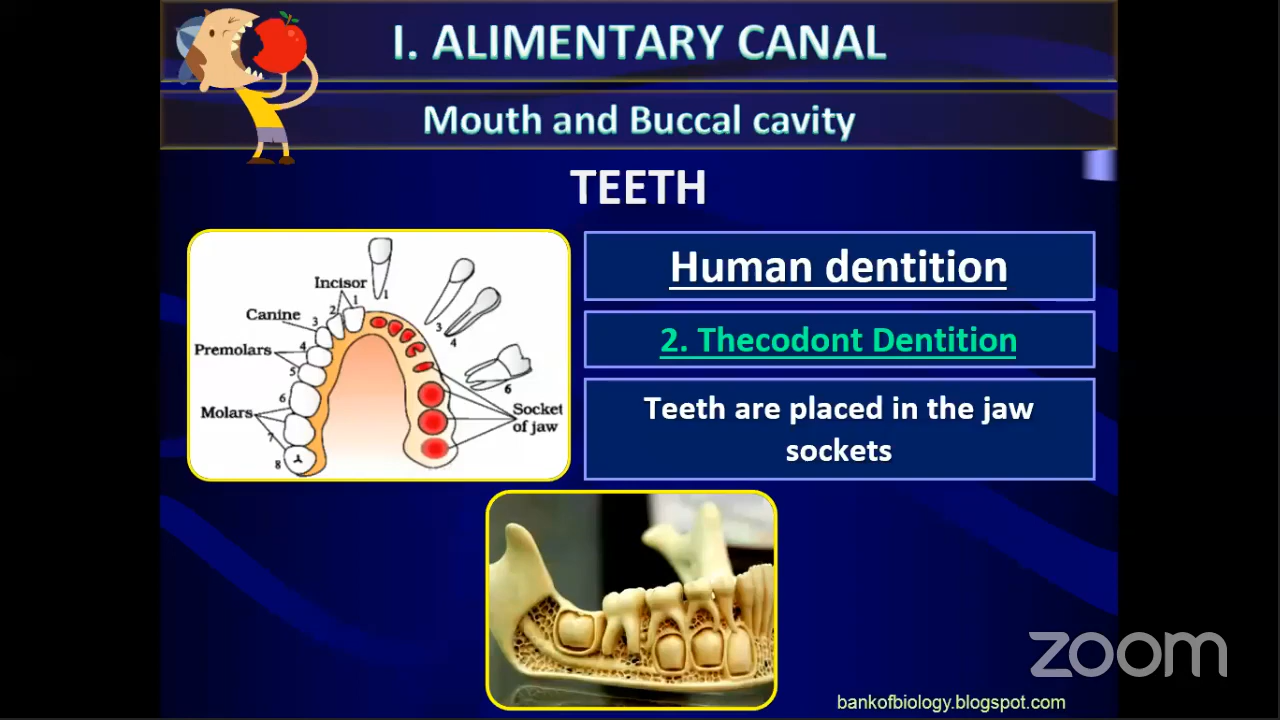 I. ALIMENTARY CANAL
Mouth and Buccal cavity
TEETH
Incisor
1
2
1
Canine
3
3
4
Premolars
4
5
6
6
Molars
7
8
Socket
of jaw
Human dentition
2. Thecodont Dentition
Teeth are placed in the jaw
sockets
zoom
bankofbiology.blogspot.com